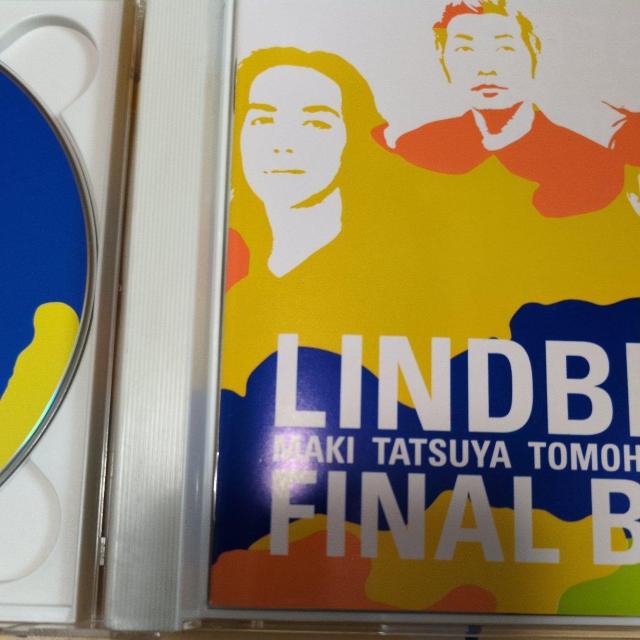 LINDB
MAKI TATSUYA TOMOH
FINAL B